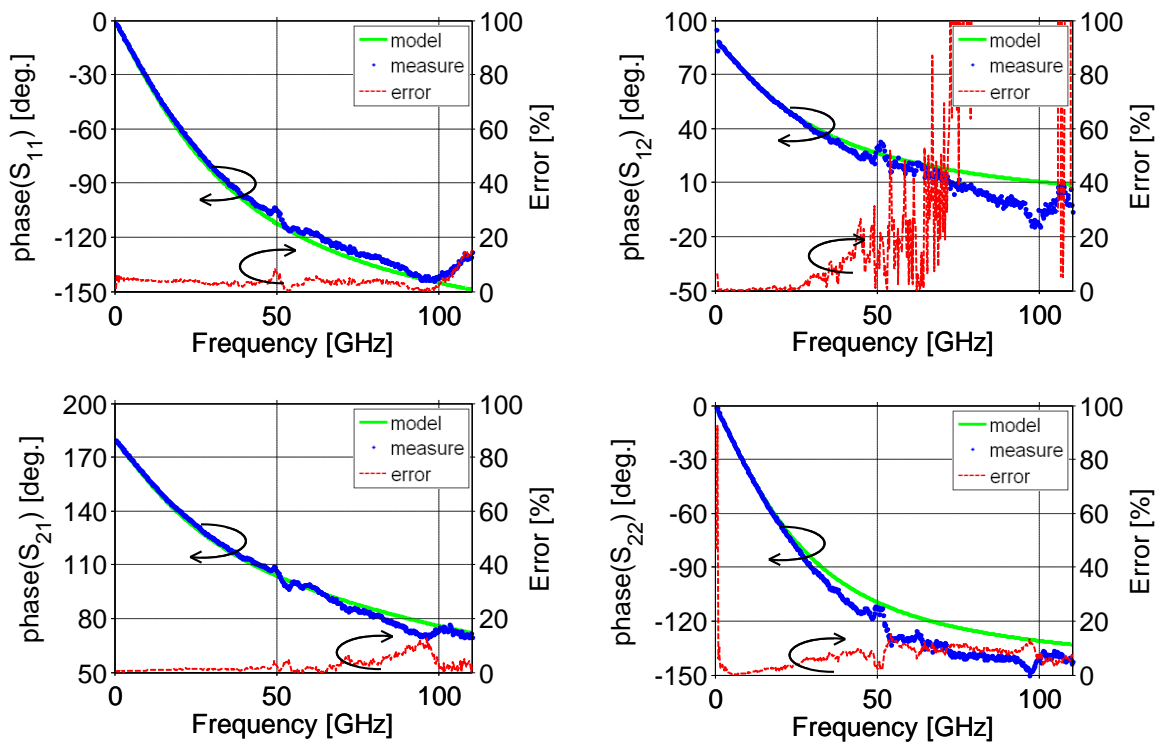 phase(S11) [deg.]
0
-30
-60
-90
-120
-150
100
80
60
40
20
0
Error [%]
model
measure
error
0
50
100
Frequency [GHz]
phase(S12) [deg.]
100
70
40
10
-20
-50
100
80
60
40
20
0
Error [%]
model
measure
error
0
50
100
Frequency [GHz]
phase(S21) [deg.]
200
170
140
110
80
50
100
80
60
40
20
0
Error [%]
model
measure
error
0
50
100
Frequency [GHz]
phase(S22) [deg.]
0
-30
-60
-90
-120
-150
100
80
60
40
20
0
Error [%]
model
measure
error
0
50
100
Frequency [GHz]